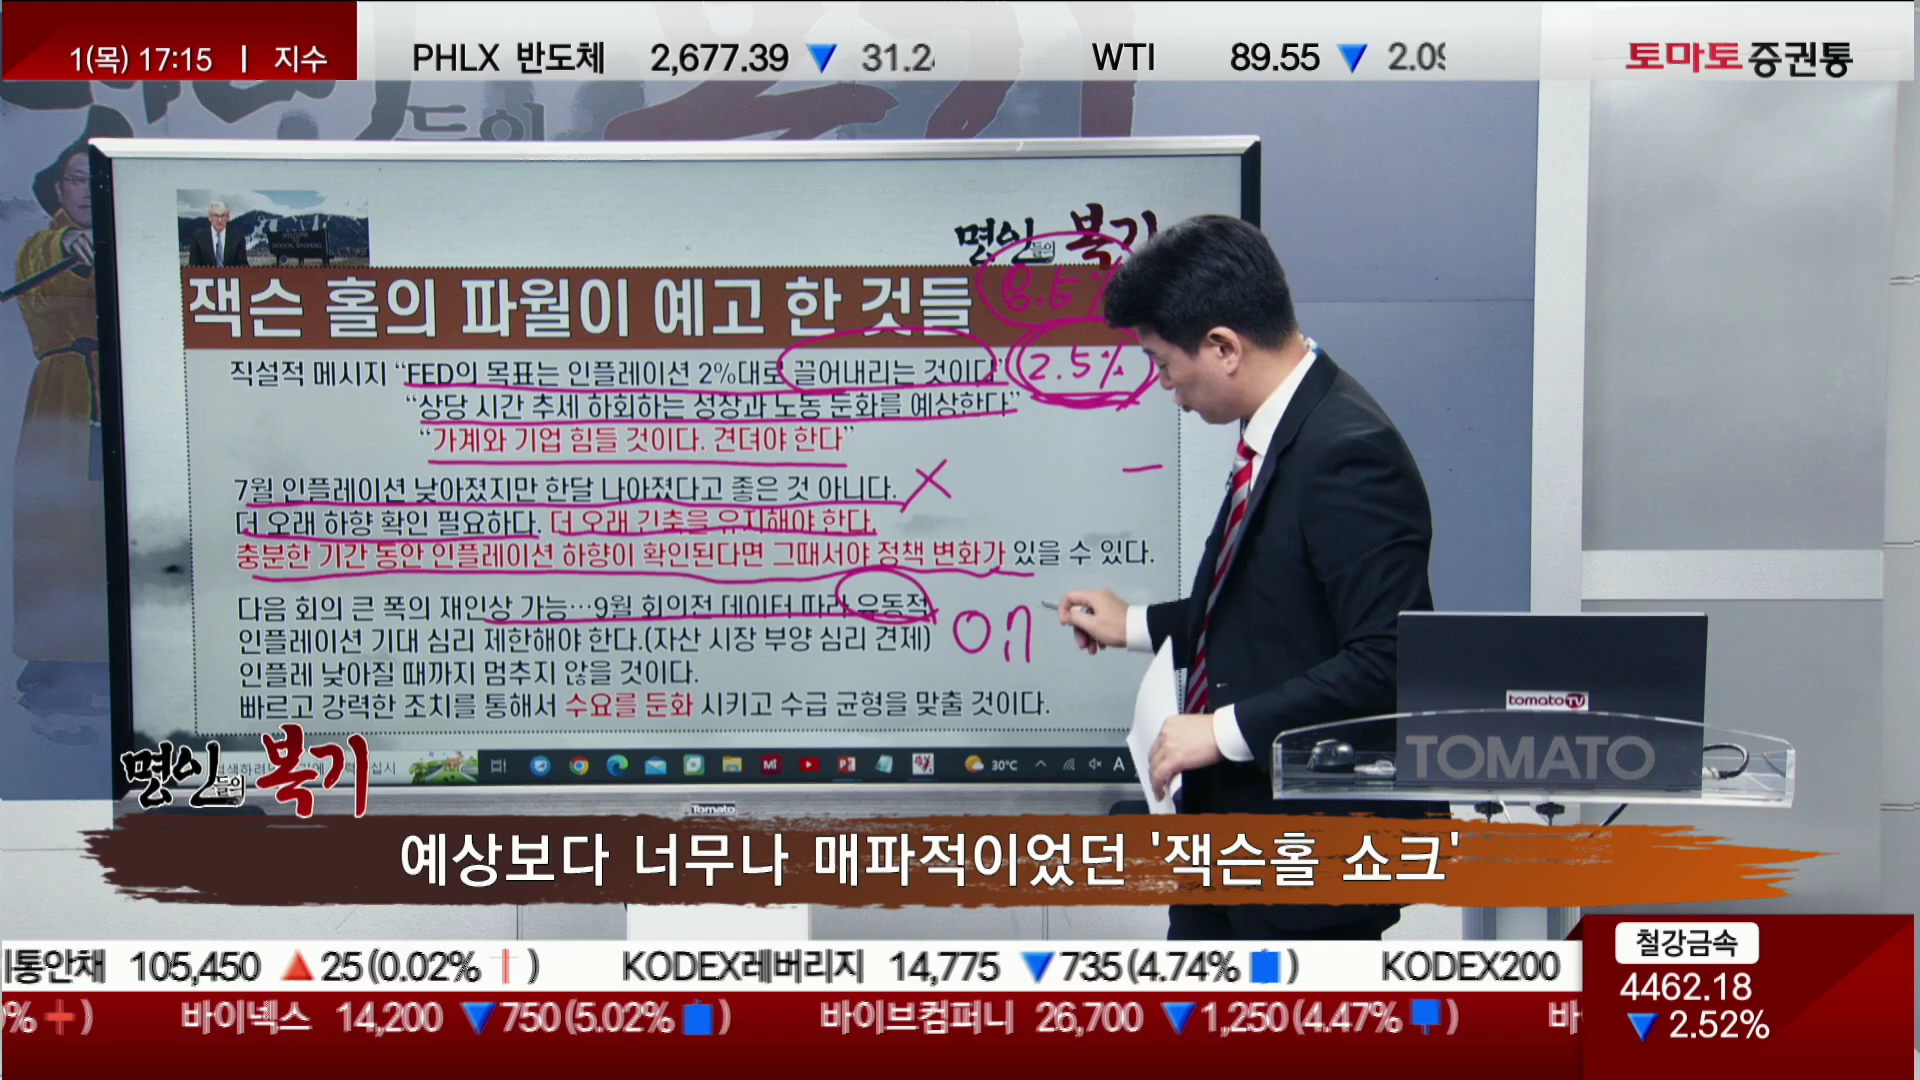 1(목) 17:15 | 지수
PHLX 반도체 2,677.39 ▼ 31.2
WTI 89.55 ▼ 2.09
토마토증권통
WELCOME TO
JACKSON, WYOMING
명인들의 복기
잭슨 홀의 파월이 예고 한 것들
8.5%
직설적 메시지 “FED의 목표는 인플레이션 2%대로 끌어내리는 것이다”
2.5%
“상당 시간 추세 하회하는 성장과 노동 둔화를 예상한다”
“가계와 기업 힘들 것이다. 견뎌야 한다”
7월 인플레이션 낮아졌지만 한달 나아졌다고 좋은 것 아니다.
더 오래 하향 확인 필요하다. 더 오래 긴축을 유지해야 한다.
충분한 기간 동안 인플레이션 하향이 확인된다면 그때서야 정책 변화가 있을 수 있다.
다음 회의 큰 폭의 재인상 가능…9월 회의전 데이터 따라 유동적
인플레이션 기대 심리 제한해야 한다.(자산 시장 부양 심리 견제)
인플레 낮아질 때까지 멈추지 않을 것이다.
빠르고 강력한 조치를 통해서 수요를 둔화 시키고 수급 균형을 맞출 것이다.
30℃ A
Tomato
tomatoTV
TOMATO
명인들의 복기
예상보다 너무나 매파적이었던 '잭슨홀 쇼크'
통안채 105,450 ▲25(0.02% ) KODEX레버리지 14,775 ▼735(4.74% ) KODEX200
% ) 바이넥스 14,200 ▼750(5.02% ) 바이브컴퍼니 26,700 ▼1,250(4.47% )
철강금속
4462.18
▼ 2.52%